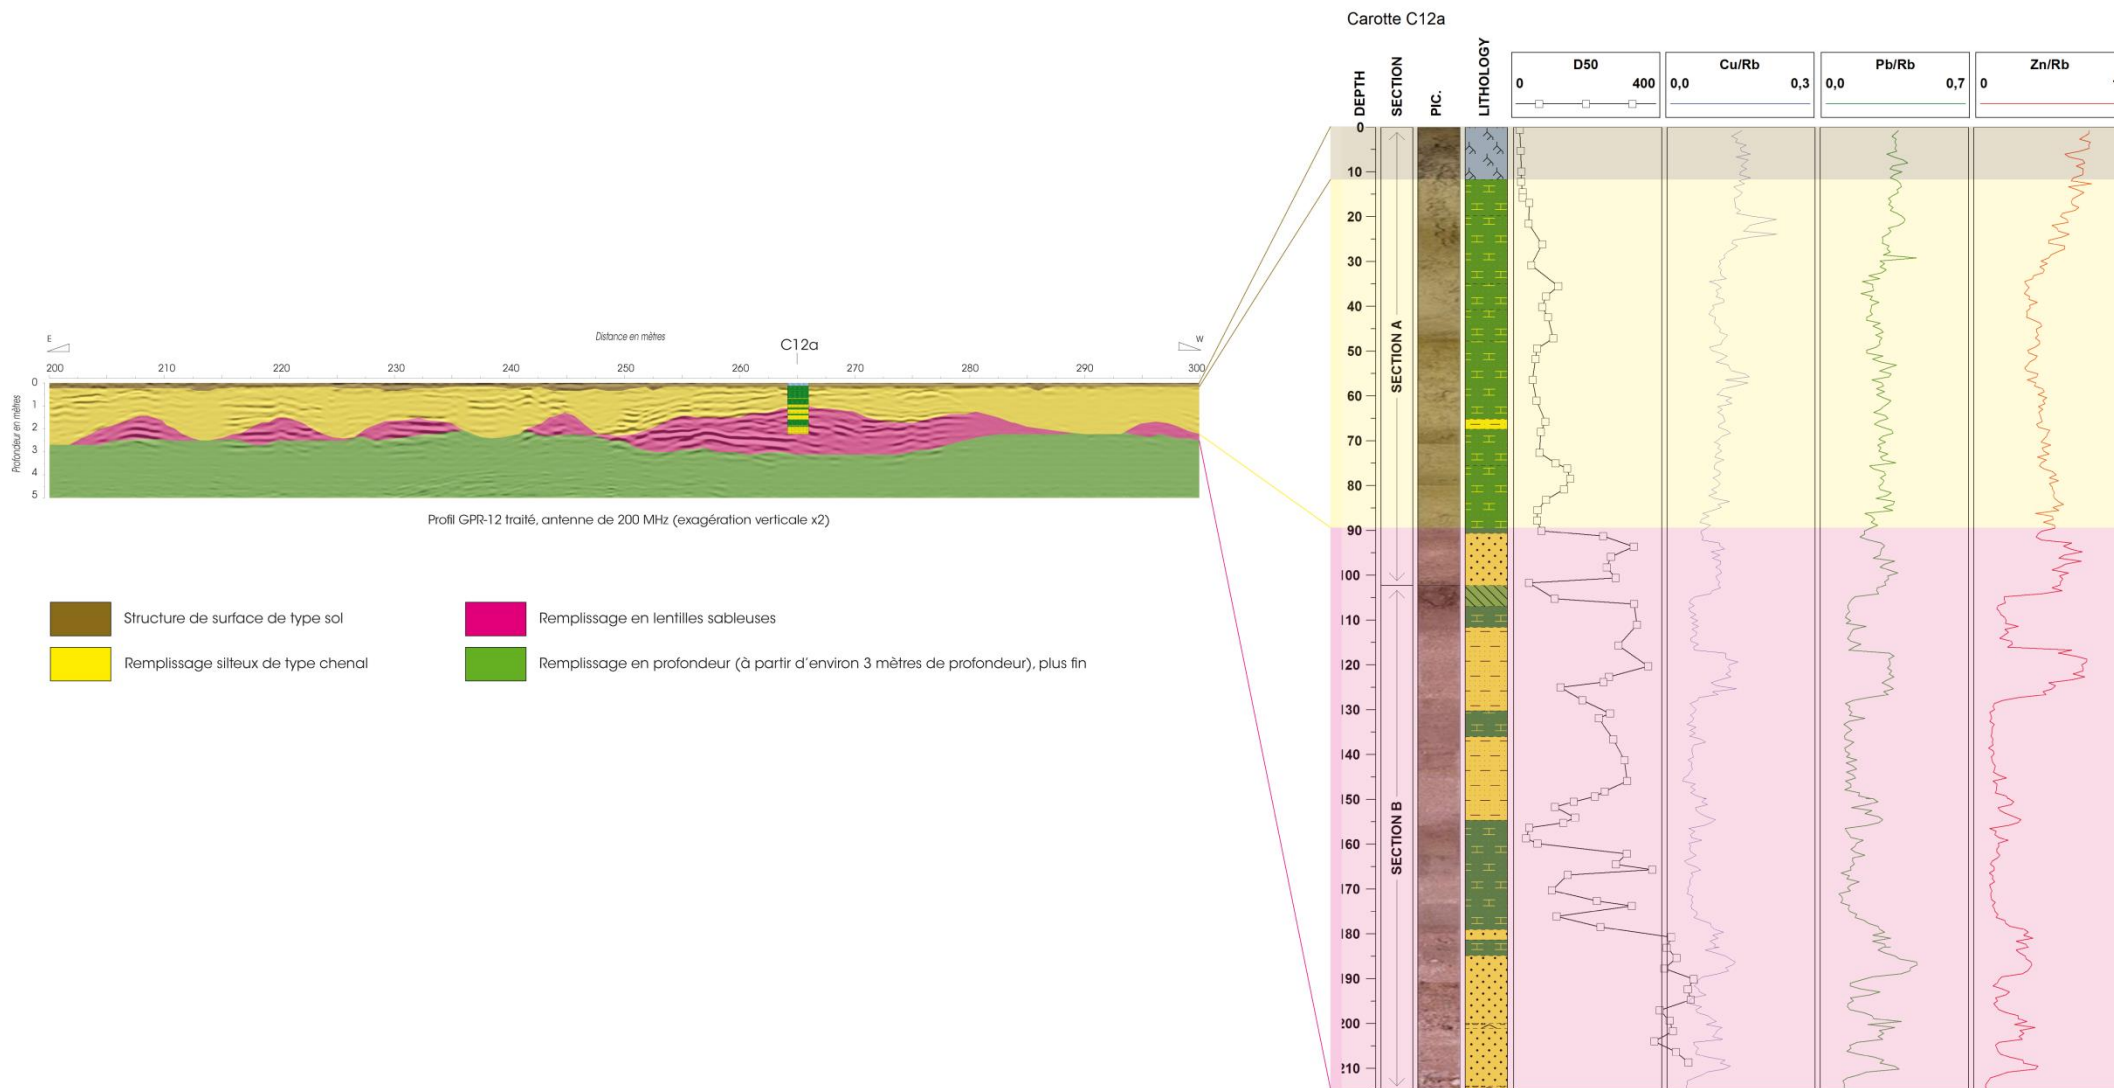 Carotte C12a
DEPTH
SECTION
PIC.
LITHOLOGY
D50
0 400
Cu/Rb
0,0 0,3
Pb/Rb
0,0 0,7
Zn/Rb
0
0
10
20
30
40
50
60
70
80
90
100
110
120
130
140
150
160
170
180
190
200
210
SECTION A
SECTION B
E
Distance en mètres
W
C12a
200 210 220 230 240 250 260 270 280 290 300
Profondeur en mètres
0
1
2
3
4
5
Profil GPR-12 traité, antenne de 200 MHz (exagération verticale x2)
Structure de surface de type sol
Remplissage silteux de type chenal
Remplissage en lentilles sableuses
Remplissage en profondeur (à partir d'environ 3 mètres de profondeur), plus fin